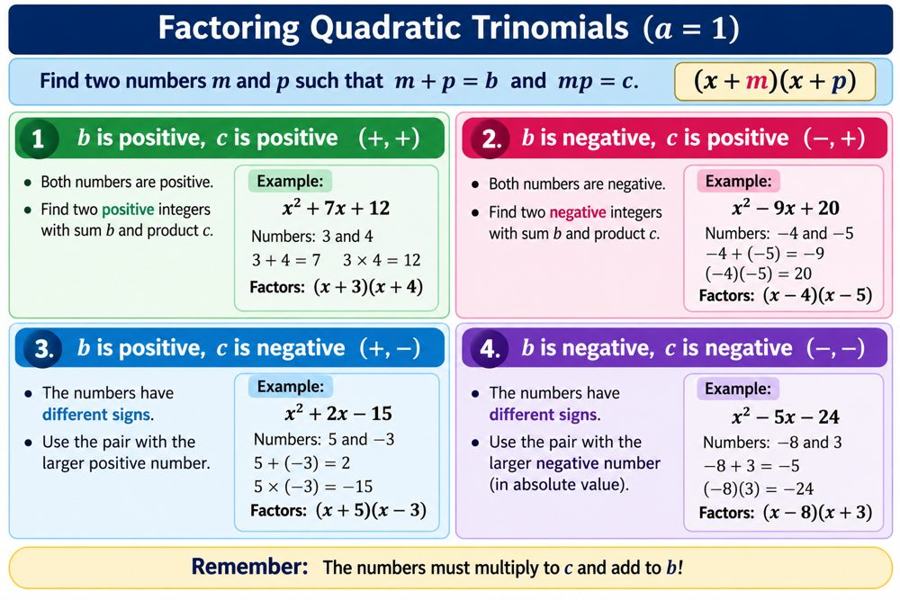 Factoring Quadratic Trinomials (a = 1)
Find two numbers m and p such that m + p = b and mp = c. (x + m)(x + p)
1 b is positive, c is positive (+, +)
• Both numbers are positive.
• Find two positive integers
with sum b and product c.
Example:
x² + 7x + 12
Numbers: 3 and 4
3 + 4 = 7 3 × 4 = 12
Factors: (x + 3)(x + 4)
2. b is negative, c is positive (−, +)
• Both numbers are negative.
• Find two negative integers
with sum b and product c.
Example:
x² − 9x + 20
Numbers: −4 and −5
−4 + (−5) = −9
(−4)(−5) = 20
Factors: (x − 4)(x − 5)
3. b is positive, c is negative (+, −)
• The numbers have
different signs.
• Use the pair with the
larger positive number.
Example:
x² + 2x − 15
Numbers: 5 and −3
5 + (−3) = 2
5 × (−3) = −15
Factors: (x + 5)(x − 3)
4. b is negative, c is negative (−, −)
• The numbers have
different signs.
• Use the pair with the
larger negative number
(in absolute value).
Example:
x² − 5x − 24
Numbers: −8 and 3
−8 + 3 = −5
(−8)(3) = −24
Factors: (x − 8)(x + 3)
Remember: The numbers must multiply to c and add to b!